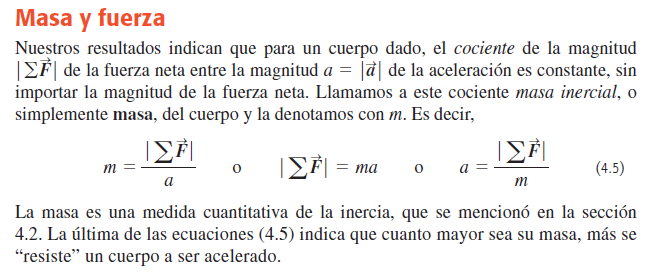 Masa y fuerza
Nuestros resultados indican que para un cuerpo dado, el cociente de la magnitud
|∑F⃗| de la fuerza neta entre la magnitud a = |a⃗| de la aceleración es constante, sin
importar la magnitud de la fuerza neta. Llamamos a este cociente masa inercial, o
simplemente masa, del cuerpo y la denotamos con m. Es decir,
m = |∑F⃗| / a o |∑F⃗| = ma o a = |∑F⃗| / m (4.5)
La masa es una medida cuantitativa de la inercia, que se mencionó en la sección
4.2. La última de las ecuaciones (4.5) indica que cuanto mayor sea su masa, más se
“resiste” un cuerpo a ser acelerado.